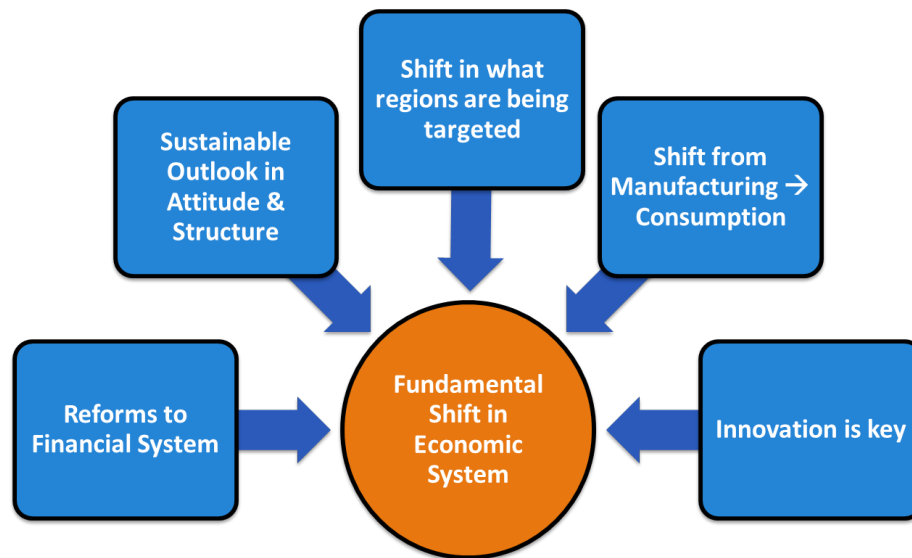 Shift in what
regions are being
targeted
Sustainable
Outlook in
Attitude &
Structure
Shift from
Manufacturing →
Consumption
Reforms to
Financial System
Fundamental
Shift in
Economic
System
Innovation is key